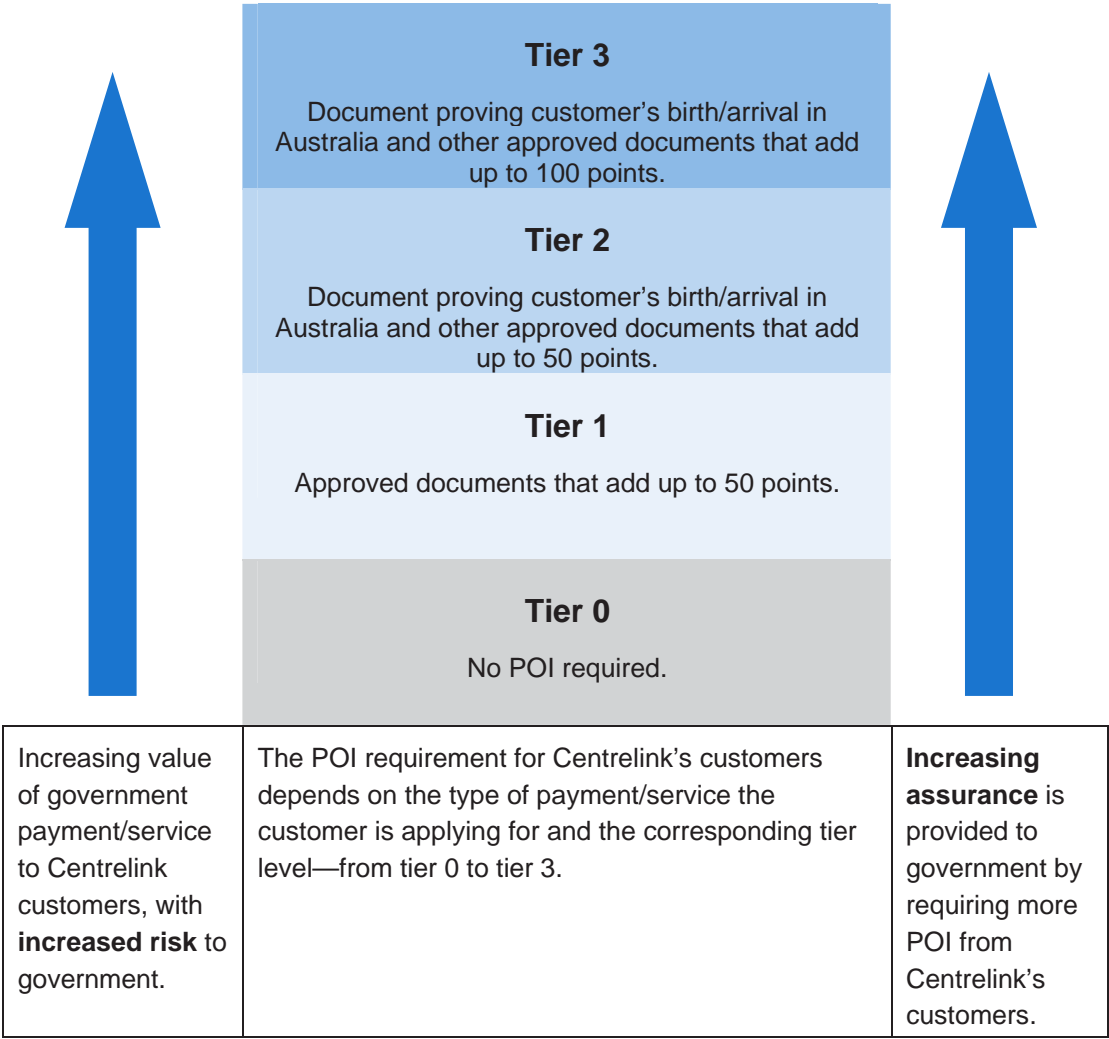 Tier 3
Document proving customer’s birth/arrival in
Australia and other approved documents that add
up to 100 points.
Tier 2
Document proving customer’s birth/arrival in
Australia and other approved documents that add
up to 50 points.
Tier 1
Approved documents that add up to 50 points.
Tier 0
No POI required.
Increasing value
of government
payment/service
to Centrelink
customers, with
increased risk to
government.
The POI requirement for Centrelink’s customers
depends on the type of payment/service the
customer is applying for and the corresponding tier
level—from tier 0 to tier 3.
Increasing
assurance is
provided to
government by
requiring more
POI from
Centrelink’s
customers.